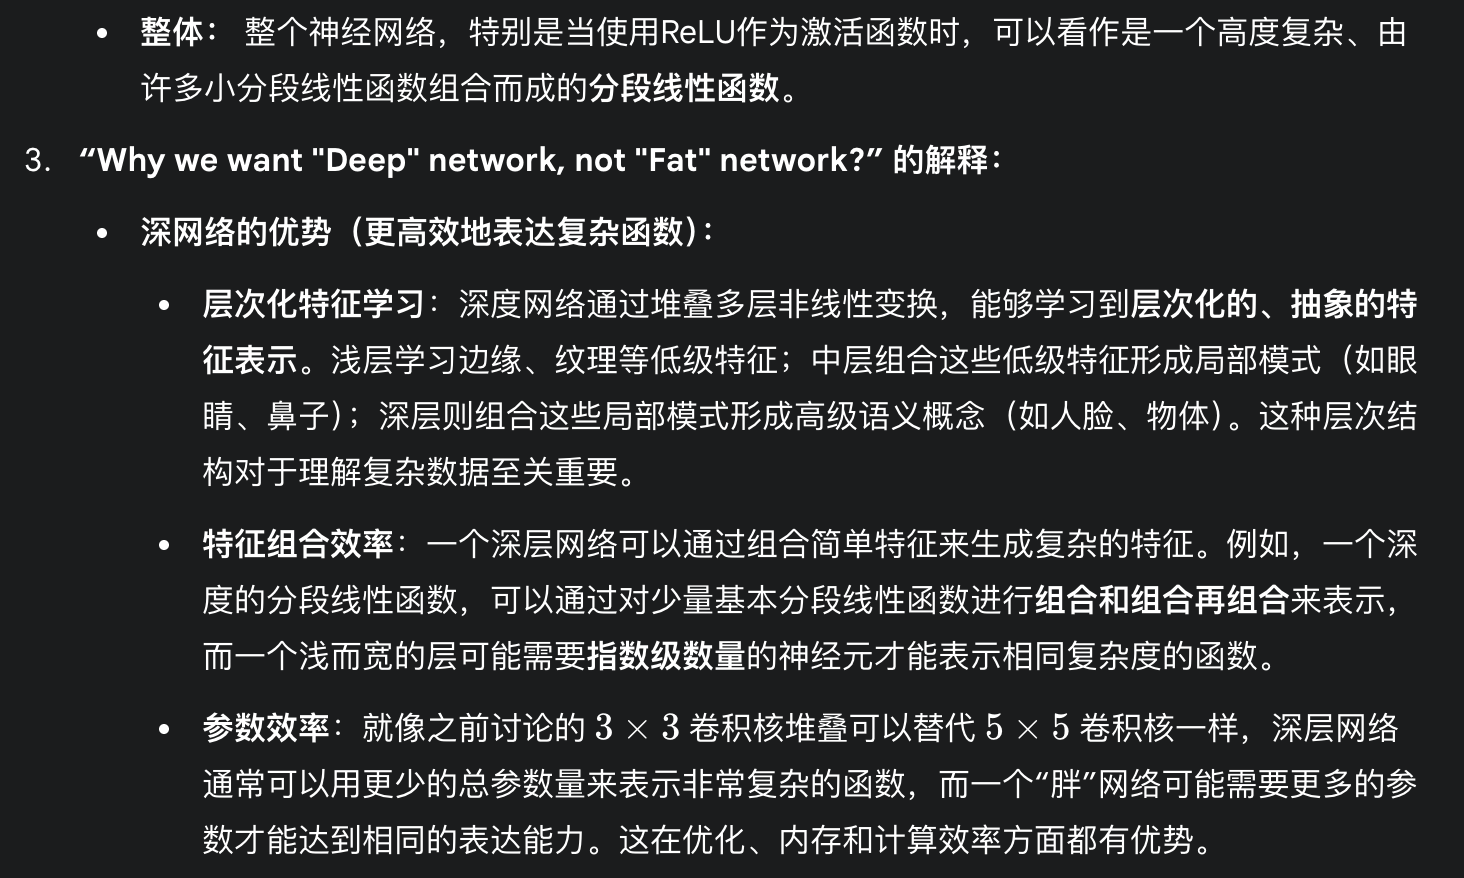 • 整体： 整个神经网络，特别是当使用ReLU作为激活函数时，可以看作是一个高度复杂、由
许多小分段线性函数组合而成的分段线性函数。
3. “Why we want "Deep" network, not "Fat" network?” 的解释：
• 深网络的优势（更高效地表达复杂函数）：
• 层次化特征学习：深度网络通过堆叠多层非线性变换，能够学习到层次化的、抽象的特
征表示。浅层学习边缘、纹理等低级特征；中层组合这些低级特征形成局部模式（如眼
睛、鼻子）；深层则组合这些局部模式形成高级语义概念（如人脸、物体）。这种层次结
构对于理解复杂数据至关重要。
• 特征组合效率：一个深层网络可以通过组合简单特征来生成复杂的特征。例如，一个深
度的分段线性函数，可以通过对少量基本分段线性函数进行组合和组合再组合来表示，
而一个浅而宽的层可能需要指数级数量的神经元才能表示相同复杂度的函数。
• 参数效率：就像之前讨论的 3 × 3 卷积核堆叠可以替代 5 × 5 卷积核一样，深层网络
通常可以用更少的总参数量来表示非常复杂的函数，而一个“胖”网络可能需要更多的参
数才能达到相同的表达能力。这在优化、内存和计算效率方面都有优势。